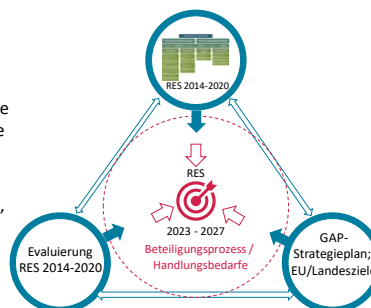 RES 2014-2020
e
e
,
RES
2023 - 2027
Beteiligungsprozess /
Handlungsbedarfe
Evaluierung
RES 2014-2020
GAP-
Strategieplan;
EU/Landesziele